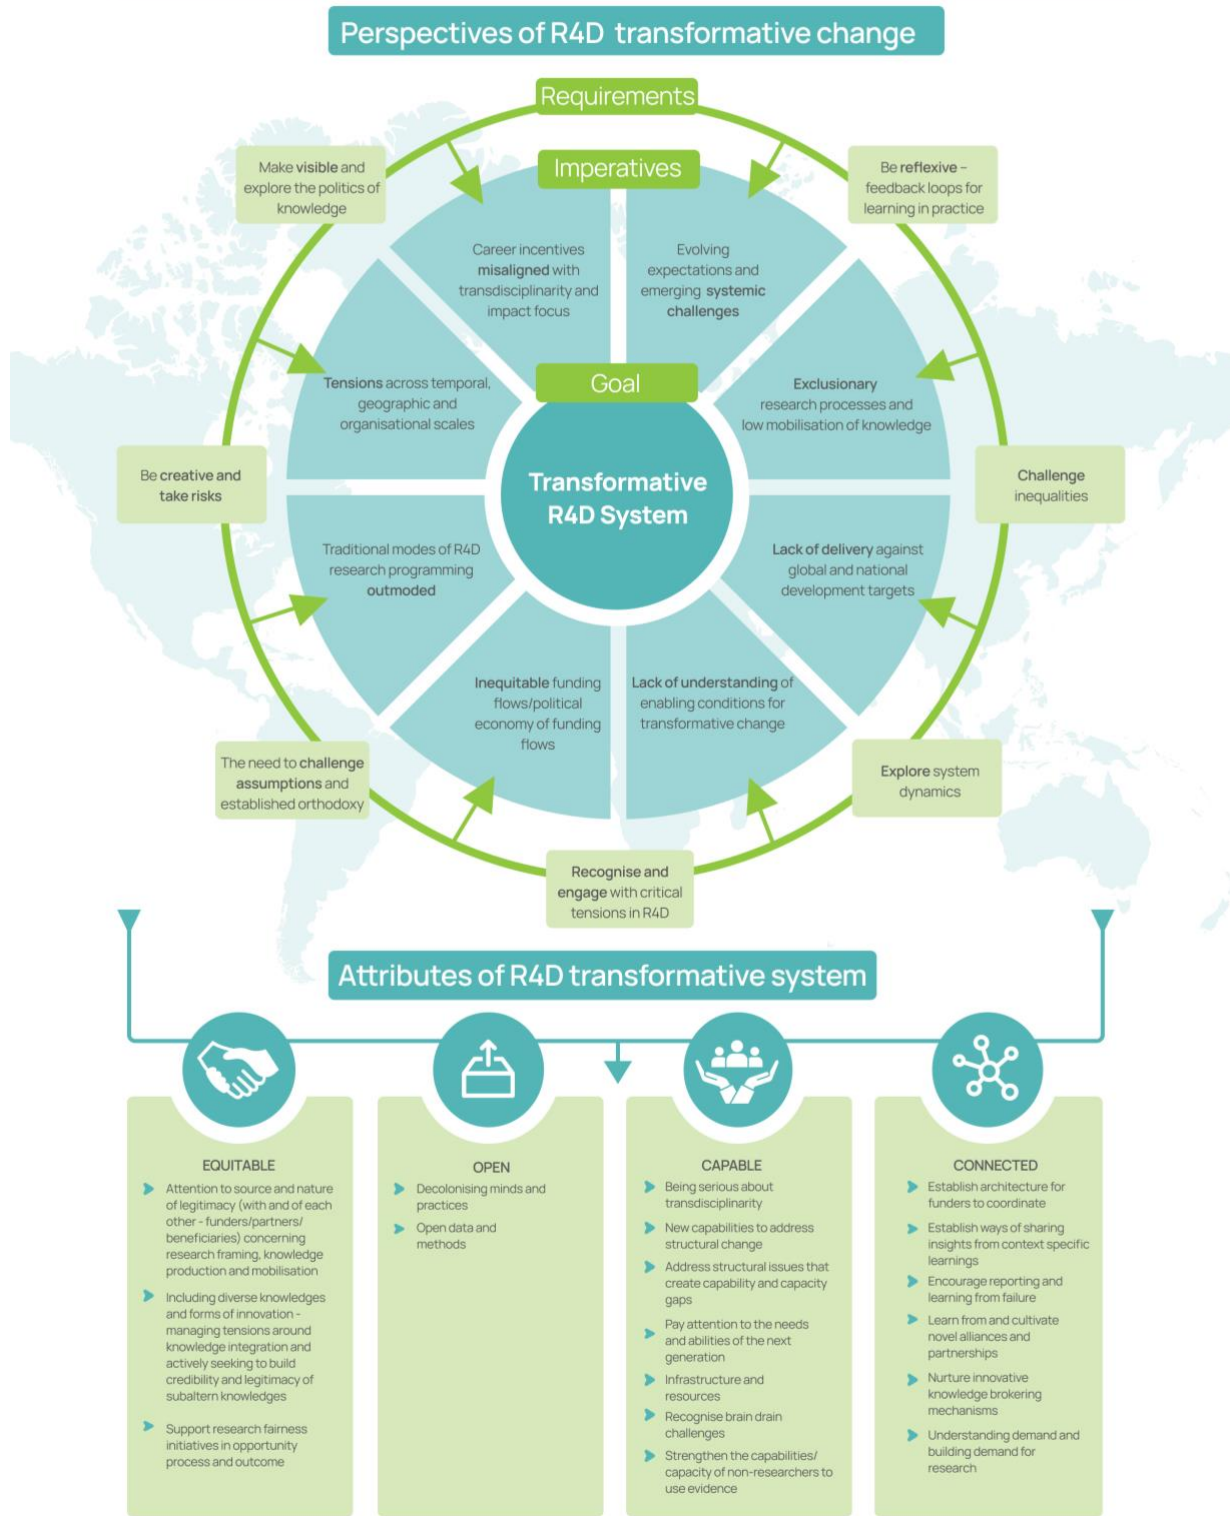 Perspectives of R4D transformative change
Requirements
Imperatives
Make visible and
explore the politics of
knowledge
Be reflexive –
feedback loops for
learning in practice
Career incentives
misaligned with
transdisciplinarity and
impact focus
Evolving
expectations and
emerging systemic
challenges
Goal
Tensions across temporal,
geographic and
organisational scales
Exclusionary
research processes and
low mobilisation of knowledge
Transformative
R4D System
Be creative and
take risks
Challenge
inequalities
Traditional modes of R4D
research programming
outmoded
Lack of delivery against
global and national
development targets
Inequitable funding
flows/political
economy of funding
flows
Lack of understanding of
enabling conditions for
transformative change
The need to challenge
assumptions and
established orthodoxy
Explore system
dynamics
Recognise and
engage with critical
tensions in R4D
Attributes of R4D transformative system
EQUITABLE
Attention to source and nature
of legitimacy (with and of each
other - funders/partners/
beneficiaries) concerning
research framing, knowledge
production and mobilisation
Including diverse knowledges
and forms of innovation -
managing tensions around
knowledge integration and
actively seeking to build
credibility and legitimacy of
subaltern knowledges
Support research fairness
initiatives in opportunity
process and outcome
OPEN
Decolonising minds and
practices
Open data and
methods
CAPABLE
Being serious about
transdisciplinarity
New capabilities to address
structural change
Address structural issues that
create capability and capacity
gaps
Pay attention to the needs
and abilities of the next
generation
Infrastructure and
resources
Recognise brain drain
challenges
Strengthen the capabilities/
capacity of non-researchers to
use evidence
CONNECTED
Establish architecture for
funders to coordinate
Establish ways of sharing
insights from context specific
learnings
Encourage reporting and
learning from failure
Learn from and cultivate
novel alliances and
partnerships
Nurture innovative
knowledge brokering
mechanisms
Understanding demand and
building demand for
research